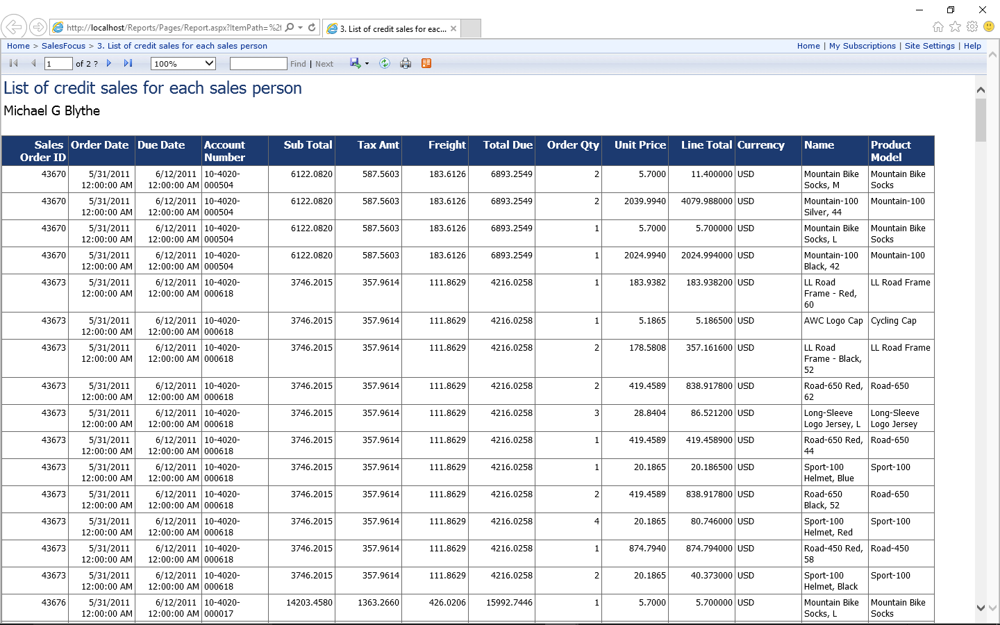 http://localhost/Reports/Pages/Report.aspx?ItemPath=%2f
3. List of credit sales for eac...
Home > SalesFocus > 3. List of credit sales for each sales person
Home | My Subscriptions | Site Settings | Help
1 of 2 ? 100% Find | Next
List of credit sales for each sales person
Michael G Blythe
Sales Order Date Due Date Account Sub Total Tax Amt Freight Total Due Order Qty Unit Price Line Total Currency Name Product
Order ID Number Model
43670 5/31/2011 6/12/2011 10-4020- 6122.0820 587.5603 183.6126 6893.2549 2 5.7000 11.400000 USD Mountain Bike Mountain Bike
12:00:00 AM 12:00:00 AM 000504 Socks, M Socks
43670 5/31/2011 6/12/2011 10-4020- 6122.0820 587.5603 183.6126 6893.2549 2 2039.9940 4079.988000 USD Mountain-100 Mountain-100
12:00:00 AM 12:00:00 AM 000504 Silver, 44
43670 5/31/2011 6/12/2011 10-4020- 6122.0820 587.5603 183.6126 6893.2549 1 5.7000 5.700000 USD Mountain Bike Mountain Bike
12:00:00 AM 12:00:00 AM 000504 Socks, L Socks
43670 5/31/2011 6/12/2011 10-4020- 6122.0820 587.5603 183.6126 6893.2549 1 2024.9940 2024.994000 USD Mountain-100 Mountain-100
12:00:00 AM 12:00:00 AM 000504 Black, 42
43673 5/31/2011 6/12/2011 10-4020- 3746.2015 357.9614 111.8629 4216.0258 1 183.9382 183.938200 USD LL Road LL Road Frame
12:00:00 AM 12:00:00 AM 000618 Frame - Red,
60
43673 5/31/2011 6/12/2011 10-4020- 3746.2015 357.9614 111.8629 4216.0258 1 5.1865 5.186500 USD AWC Logo Cap Cycling Cap
12:00:00 AM 12:00:00 AM 000618
43673 5/31/2011 6/12/2011 10-4020- 3746.2015 357.9614 111.8629 4216.0258 2 178.5808 357.161600 USD LL Road LL Road Frame
12:00:00 AM 12:00:00 AM 000618 Frame - Black,
52
43673 5/31/2011 6/12/2011 10-4020- 3746.2015 357.9614 111.8629 4216.0258 2 419.4589 838.917800 USD Road-650 Red, Road-650
12:00:00 AM 12:00:00 AM 000618 62
43673 5/31/2011 6/12/2011 10-4020- 3746.2015 357.9614 111.8629 4216.0258 3 28.8404 86.521200 USD Long-Sleeve Long-Sleeve
12:00:00 AM 12:00:00 AM 000618 Logo Jersey, L Logo Jersey
43673 5/31/2011 6/12/2011 10-4020- 3746.2015 357.9614 111.8629 4216.0258 1 419.4589 419.458900 USD Road-650 Red, Road-650
12:00:00 AM 12:00:00 AM 000618 44
43673 5/31/2011 6/12/2011 10-4020- 3746.2015 357.9614 111.8629 4216.0258 1 20.1865 20.186500 USD Sport-100 Sport-100
12:00:00 AM 12:00:00 AM 000618 Helmet, Blue
43673 5/31/2011 6/12/2011 10-4020- 3746.2015 357.9614 111.8629 4216.0258 2 419.4589 838.917800 USD Road-650 Road-650
12:00:00 AM 12:00:00 AM 000618 Black, 52
43673 5/31/2011 6/12/2011 10-4020- 3746.2015 357.9614 111.8629 4216.0258 4 20.1865 80.746000 USD Sport-100 Sport-100
12:00:00 AM 12:00:00 AM 000618 Helmet, Red
43673 5/31/2011 6/12/2011 10-4020- 3746.2015 357.9614 111.8629 4216.0258 1 874.7940 874.794000 USD Road-450 Red, Road-450
12:00:00 AM 12:00:00 AM 000618 58
43673 5/31/2011 6/12/2011 10-4020- 3746.2015 357.9614 111.8629 4216.0258 2 20.1865 40.373000 USD Sport-100 Sport-100
12:00:00 AM 12:00:00 AM 000618 Helmet, Black
43676 5/31/2011 6/12/2011 10-4020- 14203.4580 1363.2660 426.0206 15992.7446 1 5.7000 5.700000 USD Mountain Bike Mountain Bike
12:00:00 AM 12:00:00 AM 000017 Socks, L Socks